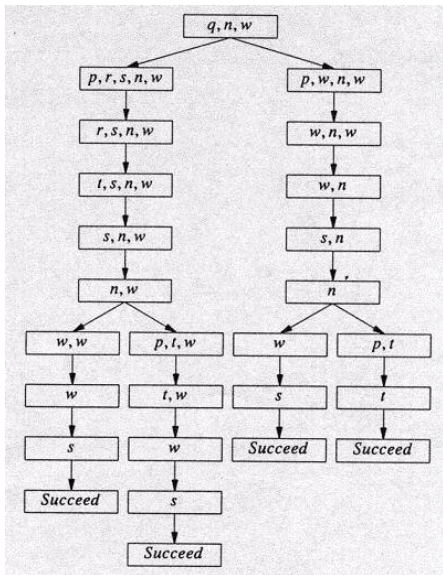 q, n, w
p, r, s, n, w
p, w, n, w
r, s, n, w
w, n, w
t, s, n, w
w, n
s, n, w
s, n
n, w
n
w, w
p, t, w
w
p, t
w
t, w
s
t
s
w
Succeed
Succeed
Succeed
s
Succeed